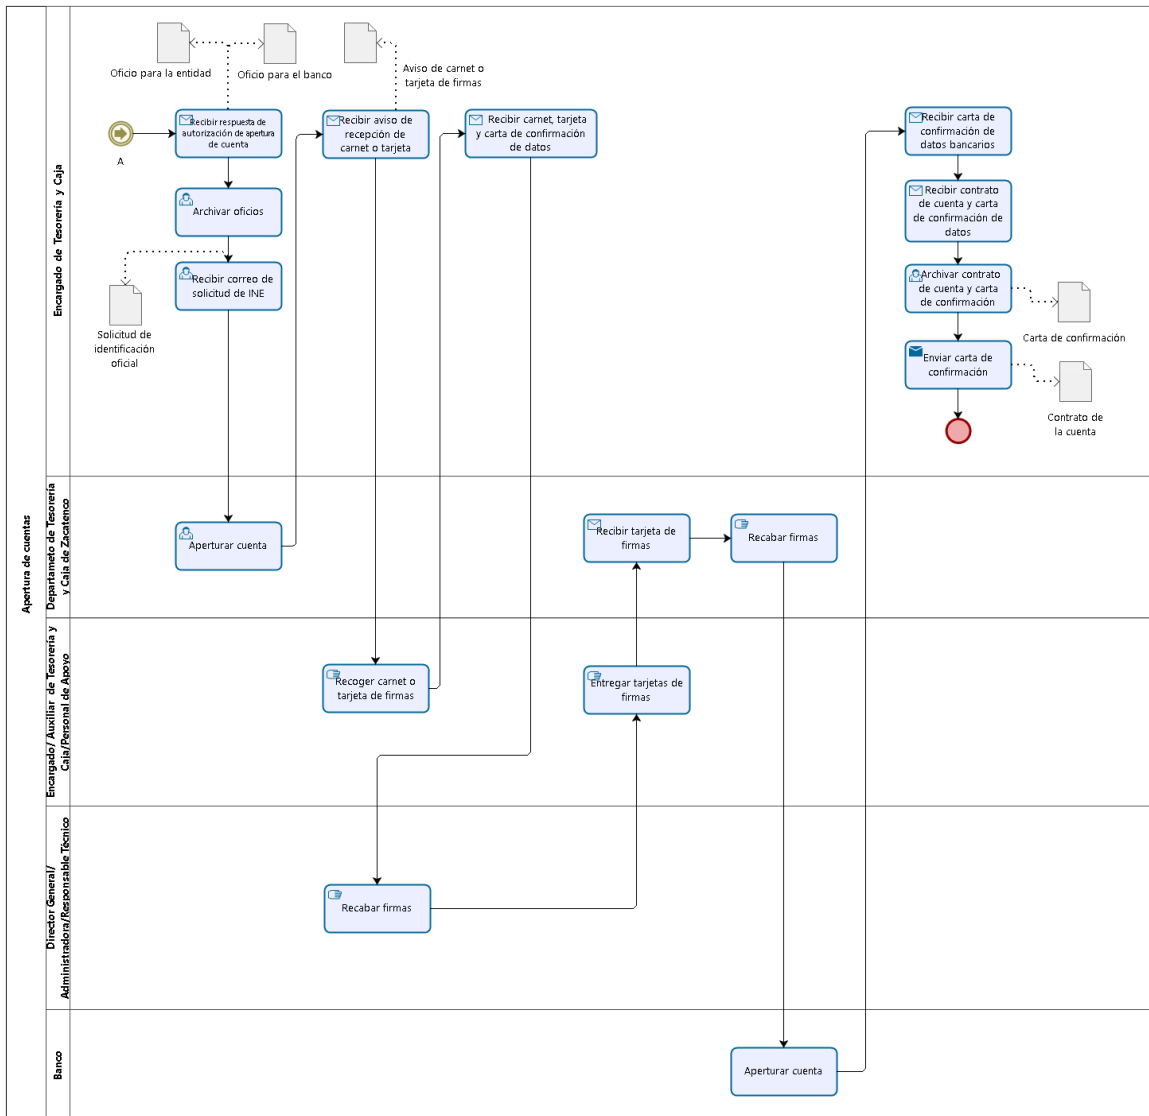 Apertura de cuentas
Encargado de Tesorería y Caja
Oficio para la entidad
Oficio para el banco
Aviso de carnet o
tarjeta de firmas
A
Recibir respuesta de
autorización de apertura
de cuenta
Recibir aviso de
recepción de
carnet o tarjeta
Recibir carnet, tarjeta
y carta de confirmación
de datos
Recibir carta de
confirmación de
datos bancarios
Archivar oficios
Recibir contrato
de cuenta y carta
de confirmación de
datos
Recibir correo de
solicitud de INE
Archivar contrato
de cuenta y carta
de confirmación
Solicitud de
identificación
oficial
Carta de confirmación
Enviar carta de
confirmación
Contrato de
la cuenta
Departameto de Tesorería
y Caja de Zacatenco
Aperturar cuenta
Recibir tarjeta de
firmas
Recabar firmas
Encargado/ Auxiliar de Tesorería y
Caja/Personal de Apoyo
Recoger carnet o
tarjeta de firmas
Entregar tarjetas de
firmas
Director General/
Administradora/Responsable Técnico
Recabar firmas
Banco
Aperturar cuenta